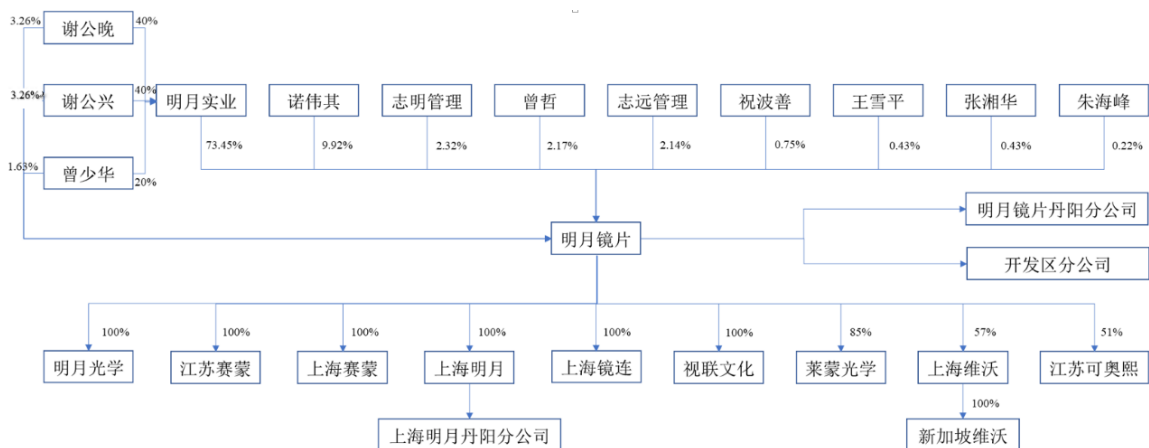 3.26%
谢公晚
40%
3.26%
谢公兴
40%
明月实业
诺伟其
志明管理
曾哲
志远管理
祝波善
王雪平
张湘华
朱海峰
73.45%
9.92%
2.32%
2.17%
2.14%
0.75%
0.43%
0.43%
0.22%
1.63%
曾少华
20%
明月镜片丹阳分公司
明月镜片
开发区分公司
100%
100%
100%
100%
100%
100%
85%
57%
51%
明月光学
江苏赛蒙
上海赛蒙
上海明月
上海镜连
视联文化
莱蒙光学
上海维沃
江苏可奥熙
100%
上海明月丹阳分公司
新加坡维沃